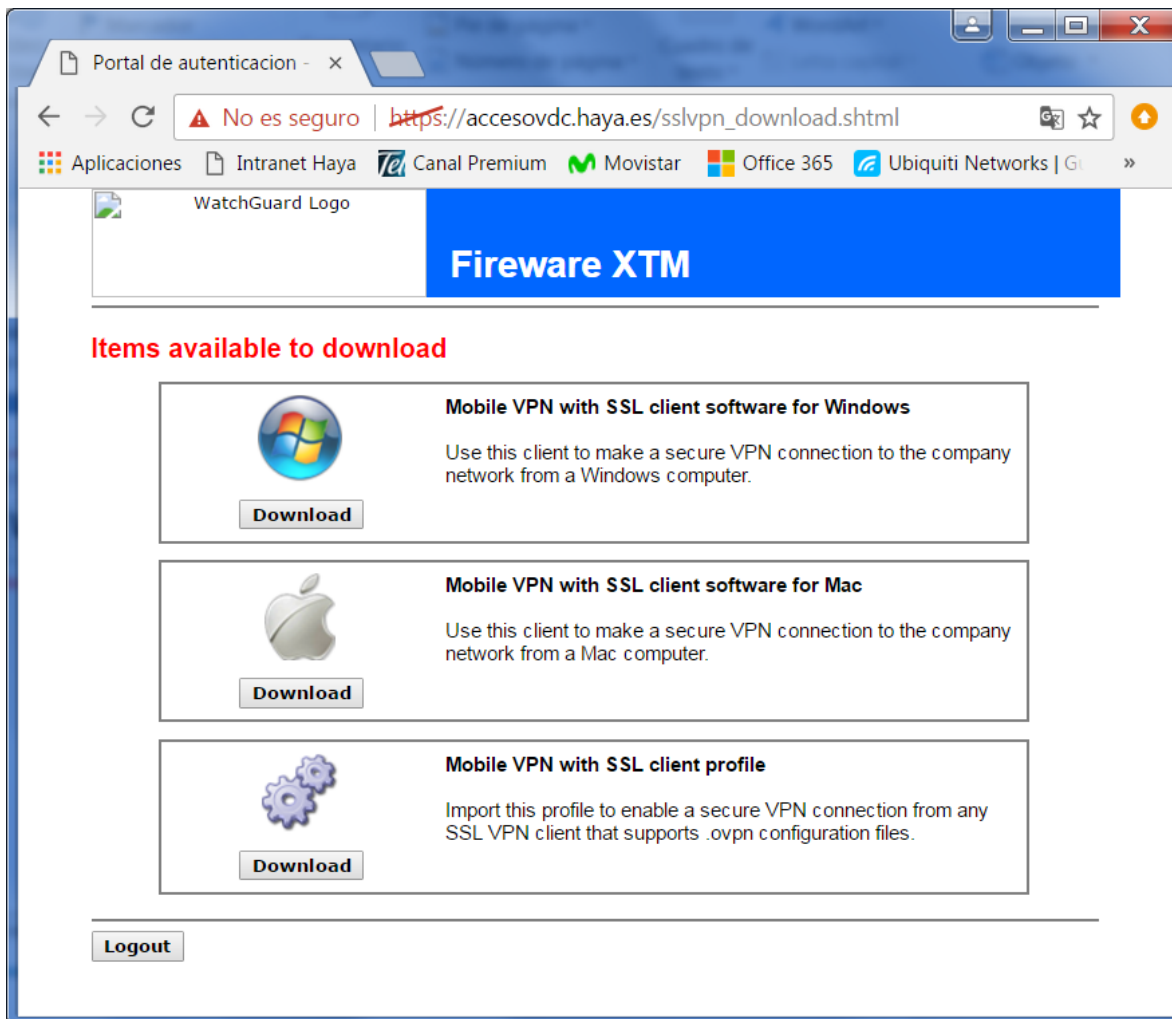 Portal de autenticacion -
No es seguro | https://accesovdc.haya.es/sslvpn_download.shtml
Aplicaciones Intranet Haya Canal Premium Movistar Office 365 Ubiquiti Networks | G »
WatchGuard Logo
Fireware XTM
Items available to download
Mobile VPN with SSL client software for Windows
Use this client to make a secure VPN connection to the company
network from a Windows computer.
Download
Mobile VPN with SSL client software for Mac
Use this client to make a secure VPN connection to the company
network from a Mac computer.
Download
Mobile VPN with SSL client profile
Import this profile to enable a secure VPN connection from any
SSL VPN client that supports .ovpn configuration files.
Download
Logout